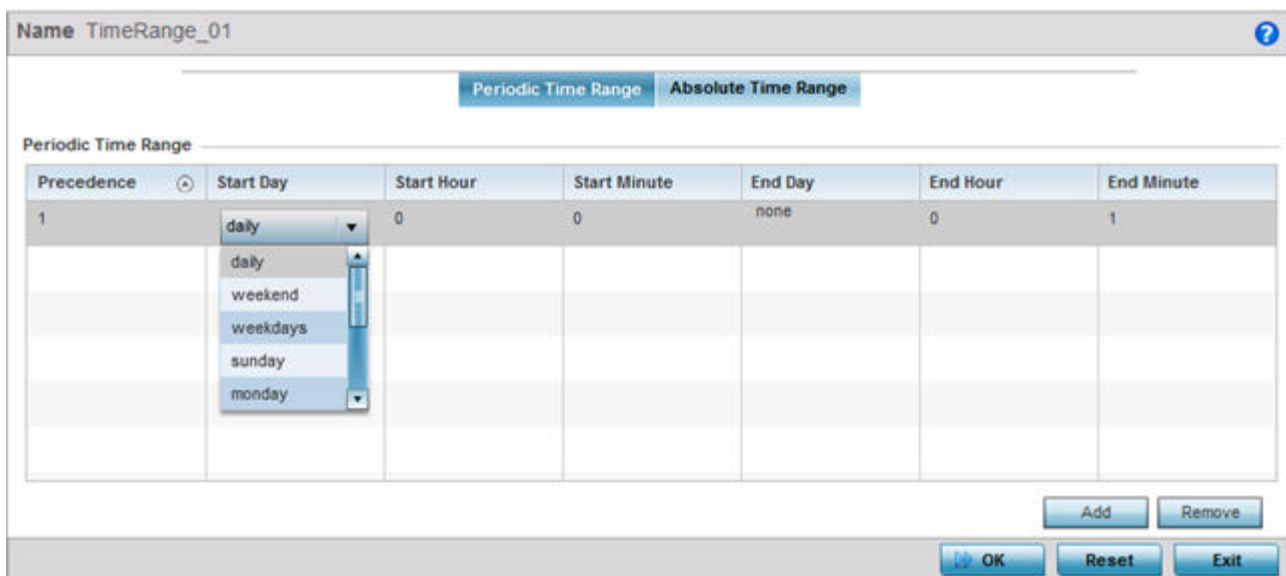 Name TimeRange_01
?
Periodic Time Range Absolute Time Range
Periodic Time Range
Precedence Start Day Start Hour Start Minute End Day End Hour End Minute
1 daily 0 0 none 0 1
daily
weekend
weekdays
sunday
monday
Add Remove
OK Reset Exit